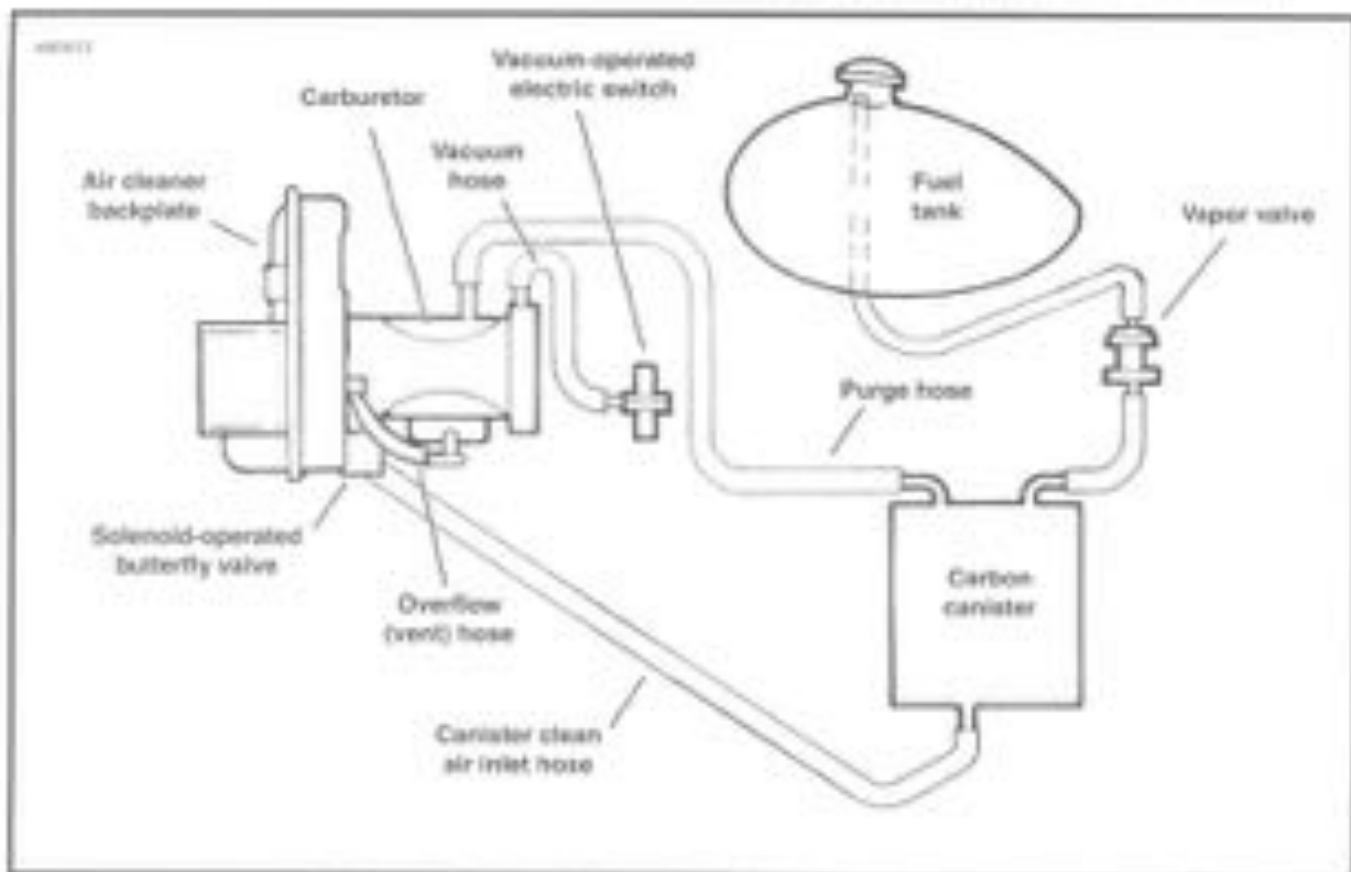 Vacuum-operated
electric switch
Carburetor
Vacuum
hose
Air cleaner
backplate
Fuel
tank
Vapor valve
Purge hose
Solenoid-operated
butterfly valve
Carbon
canister
Overflow
(vent) hose
Canister clean
air inlet hose